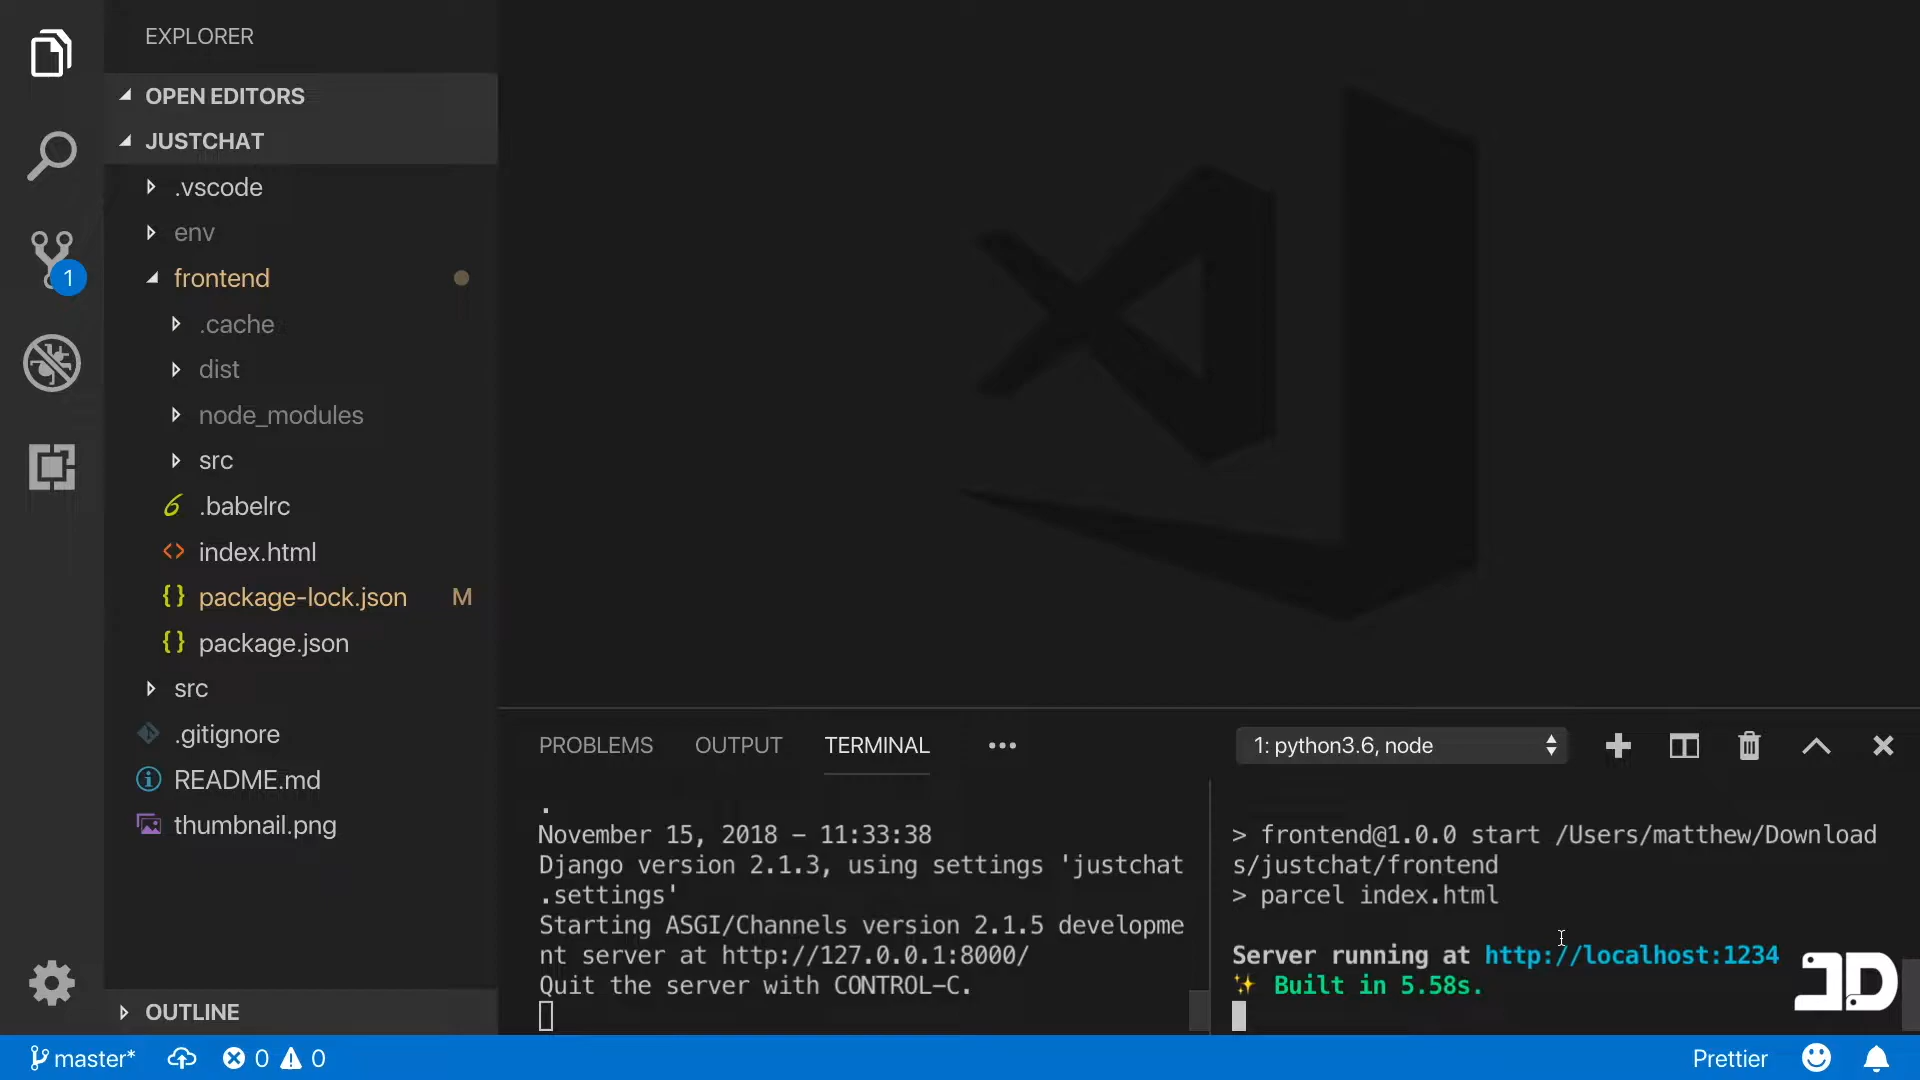 EXPLORER
OPEN EDITORS
JUSTCHAT
.vscode
env
frontend
.cache
dist
node_modules
src
.babelrc
index.html
package-lock.json M
package.json
src
.gitignore
README.md
thumbnail.png
OUTLINE
1
PROBLEMS OUTPUT TERMINAL
1: python3.6, node
.
November 15, 2018 - 11:33:38
Django version 2.1.3, using settings 'justchat
.settings'
Starting ASGI/Channels version 2.1.5 developme
nt server at http://127.0.0.1:8000/
Quit the server with CONTROL-C.
> frontend@1.0.0 start /Users/matthew/Download
s/justchat/frontend
> parcel index.html
Server running at http://localhost:1234
✨ Built in 5.58s.
JD
master* 0 0
Prettier